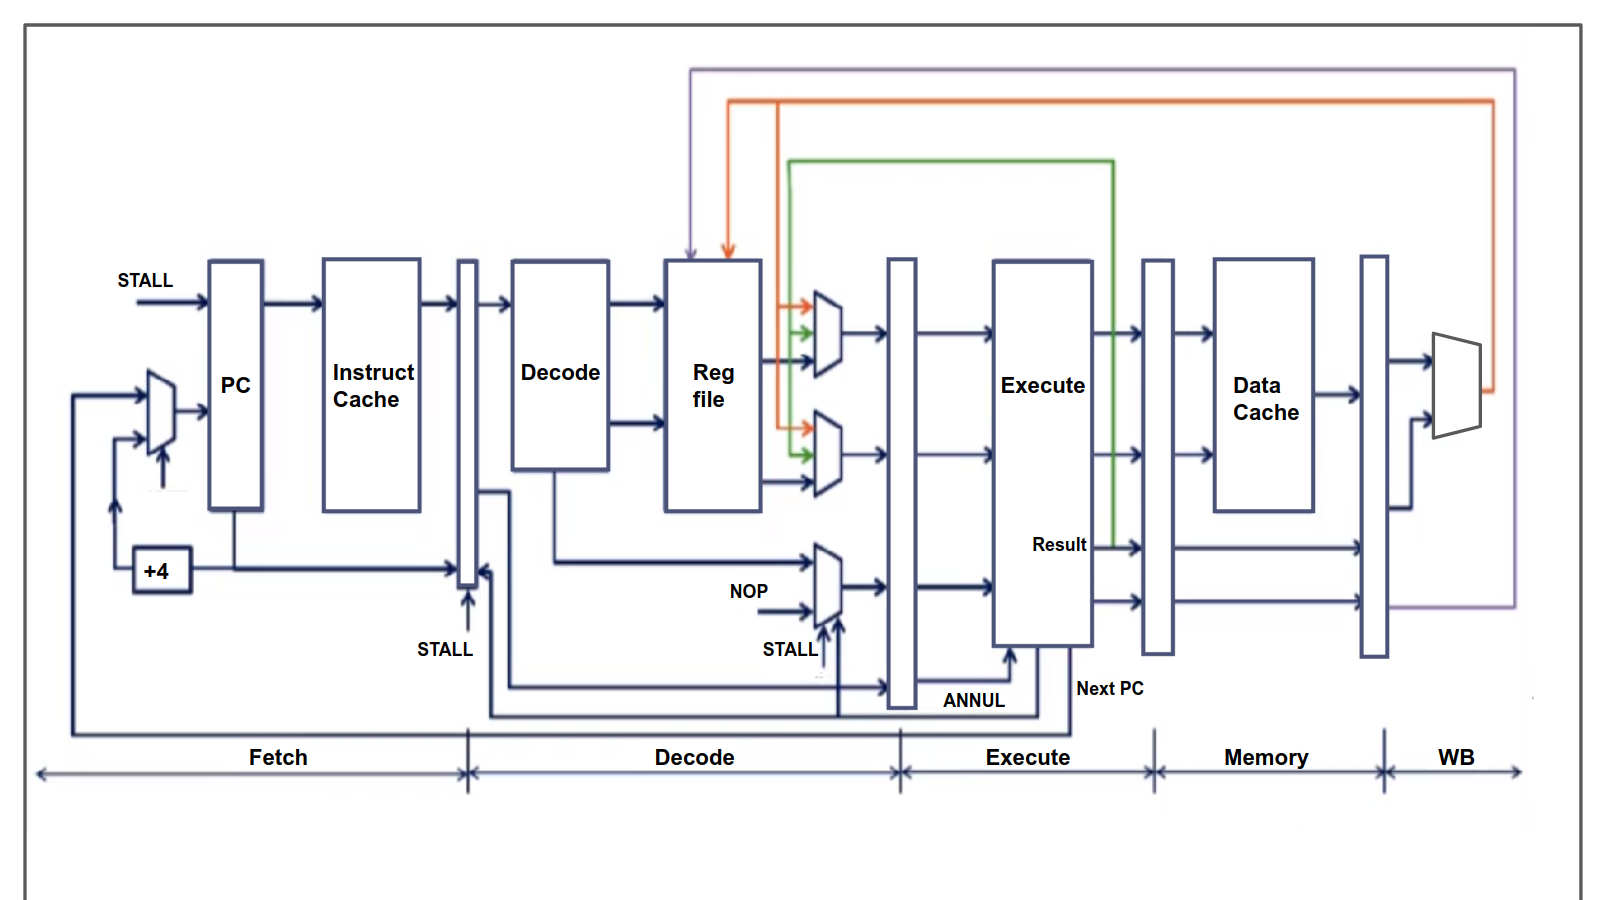 STALL
PC
Instruct
Cache
Decode
Reg
file
Execute
Data
Cache
Result
+4
NOP
STALL
STALL
ANNUL
Next PC
Fetch
Decode
Execute
Memory
WB